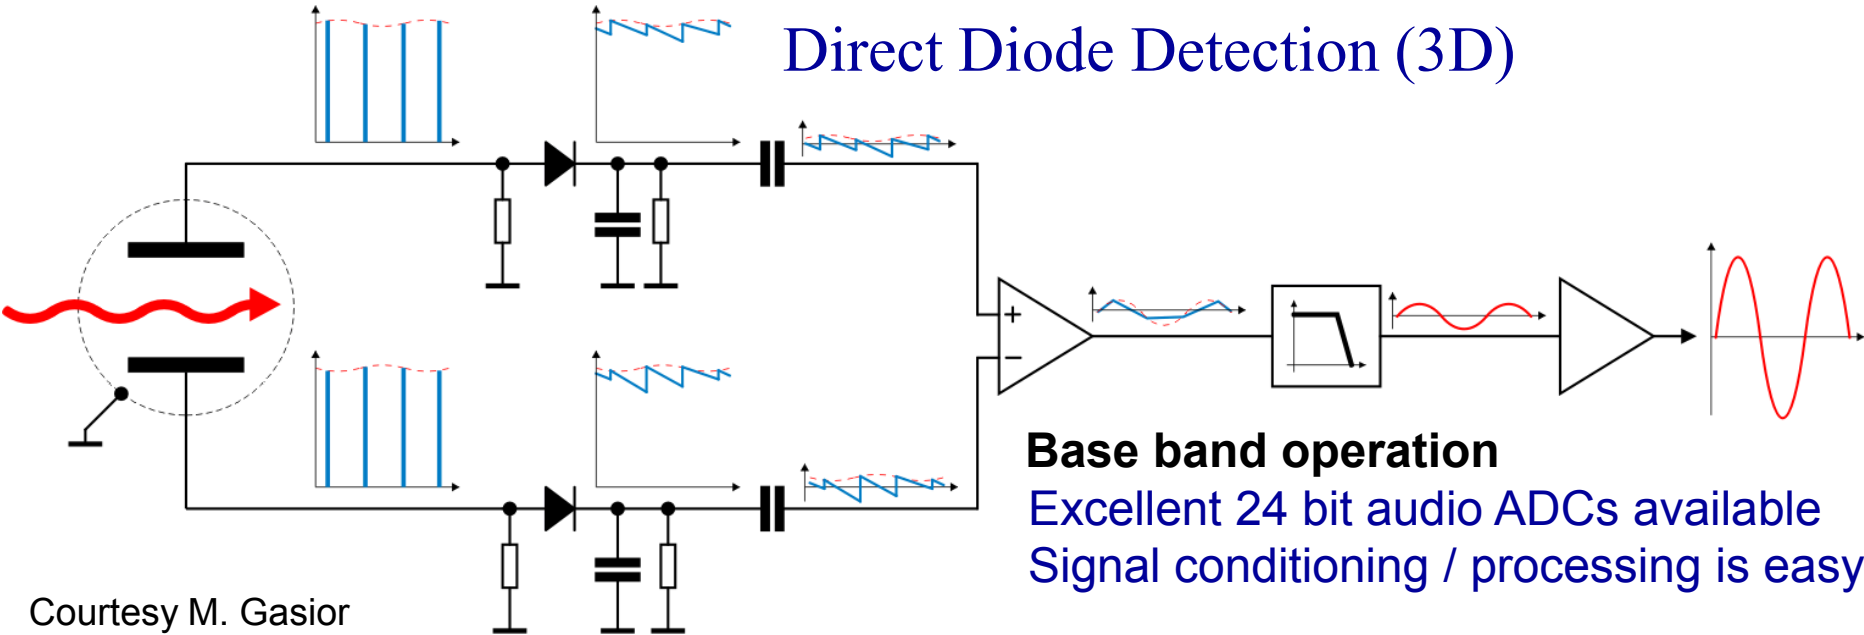 Direct Diode Detection (3D)
+
−
Base band operation
Excellent 24 bit audio ADCs available
Signal conditioning / processing is easy
Courtesy M. Gasior